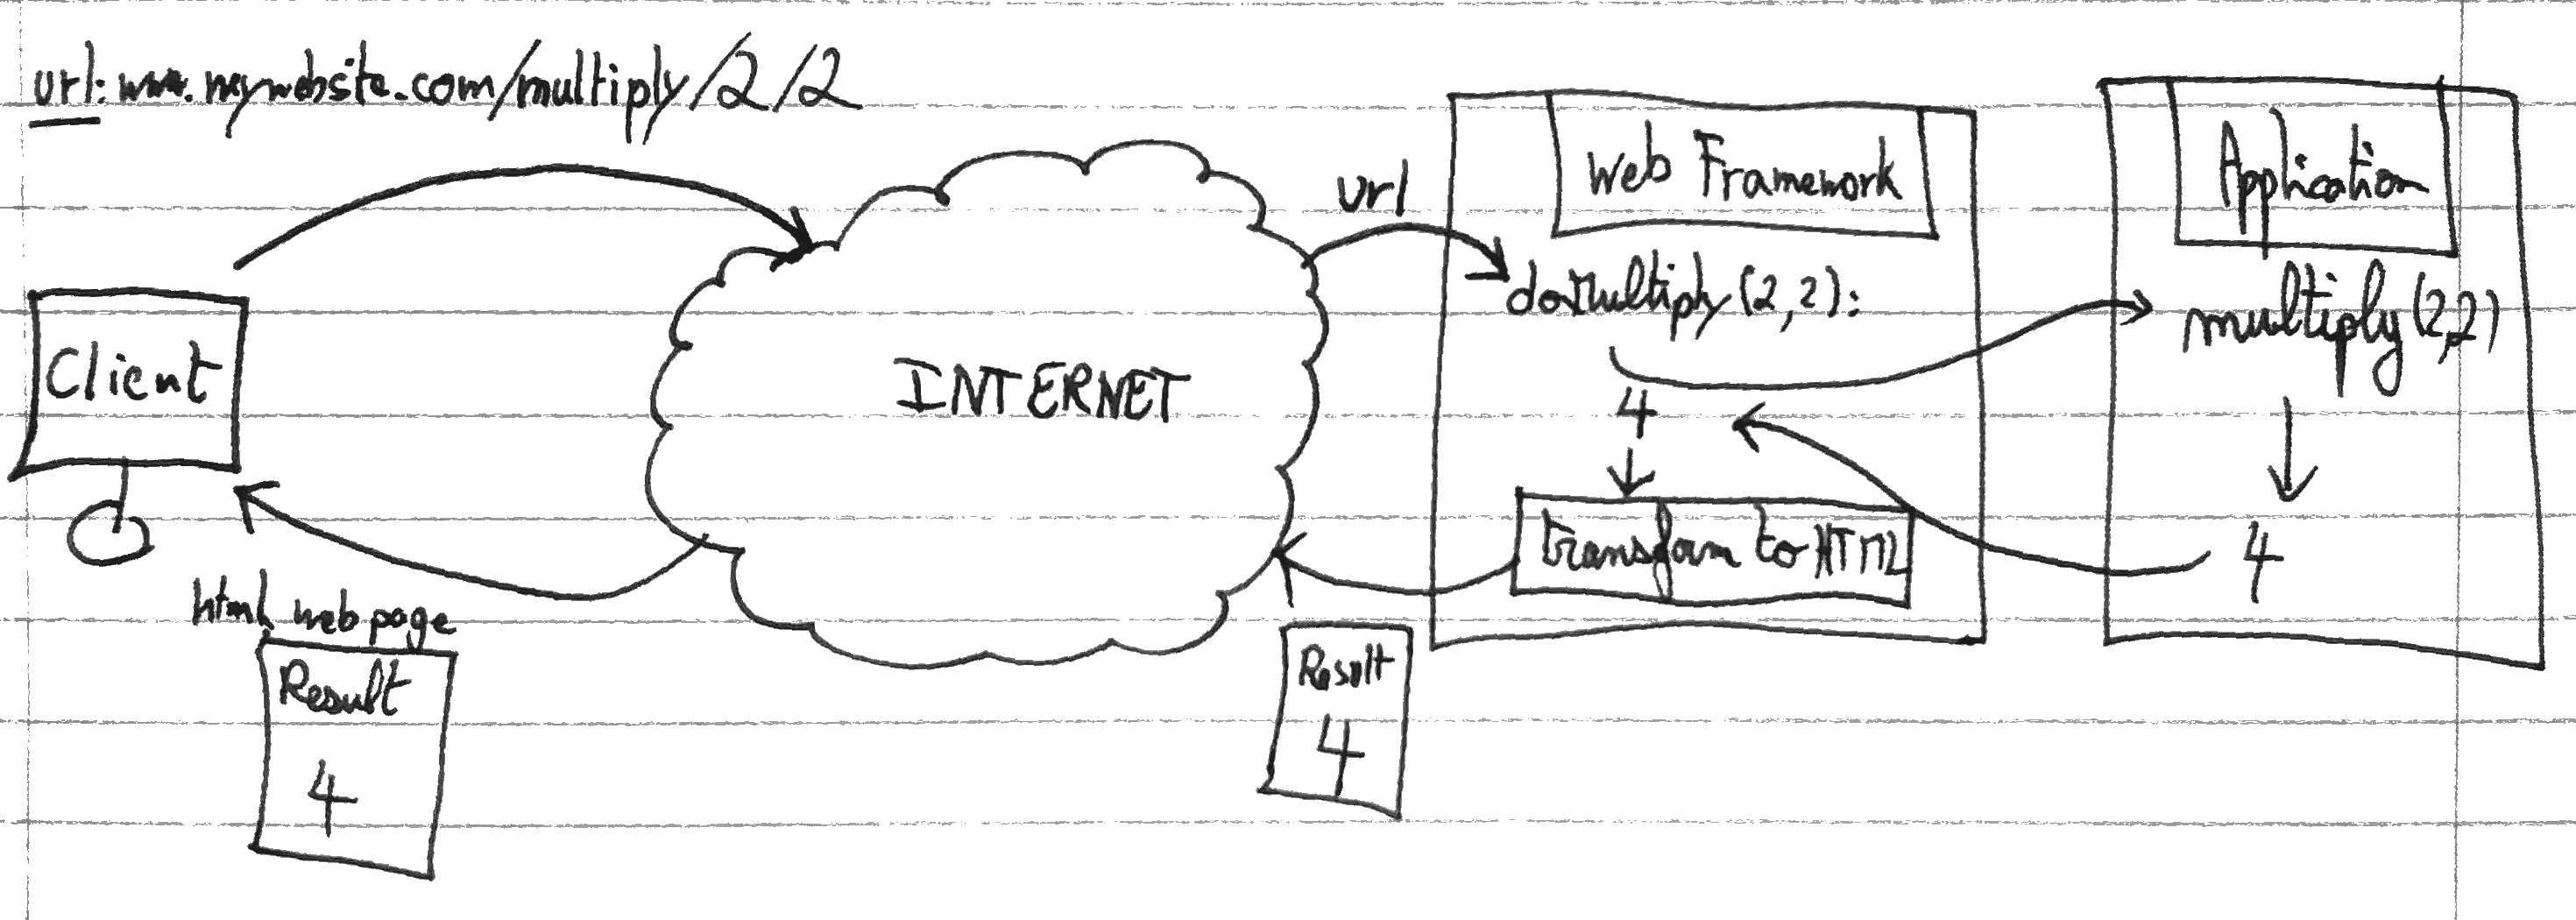 url: www.mywebsite.com/multiply/2/2
Client
INTERNET
url
Web Framework
doMultiply(2,2):
4
transform to HTML
Application
multiply(2,2)
4
Result
4
html web page
Result
4